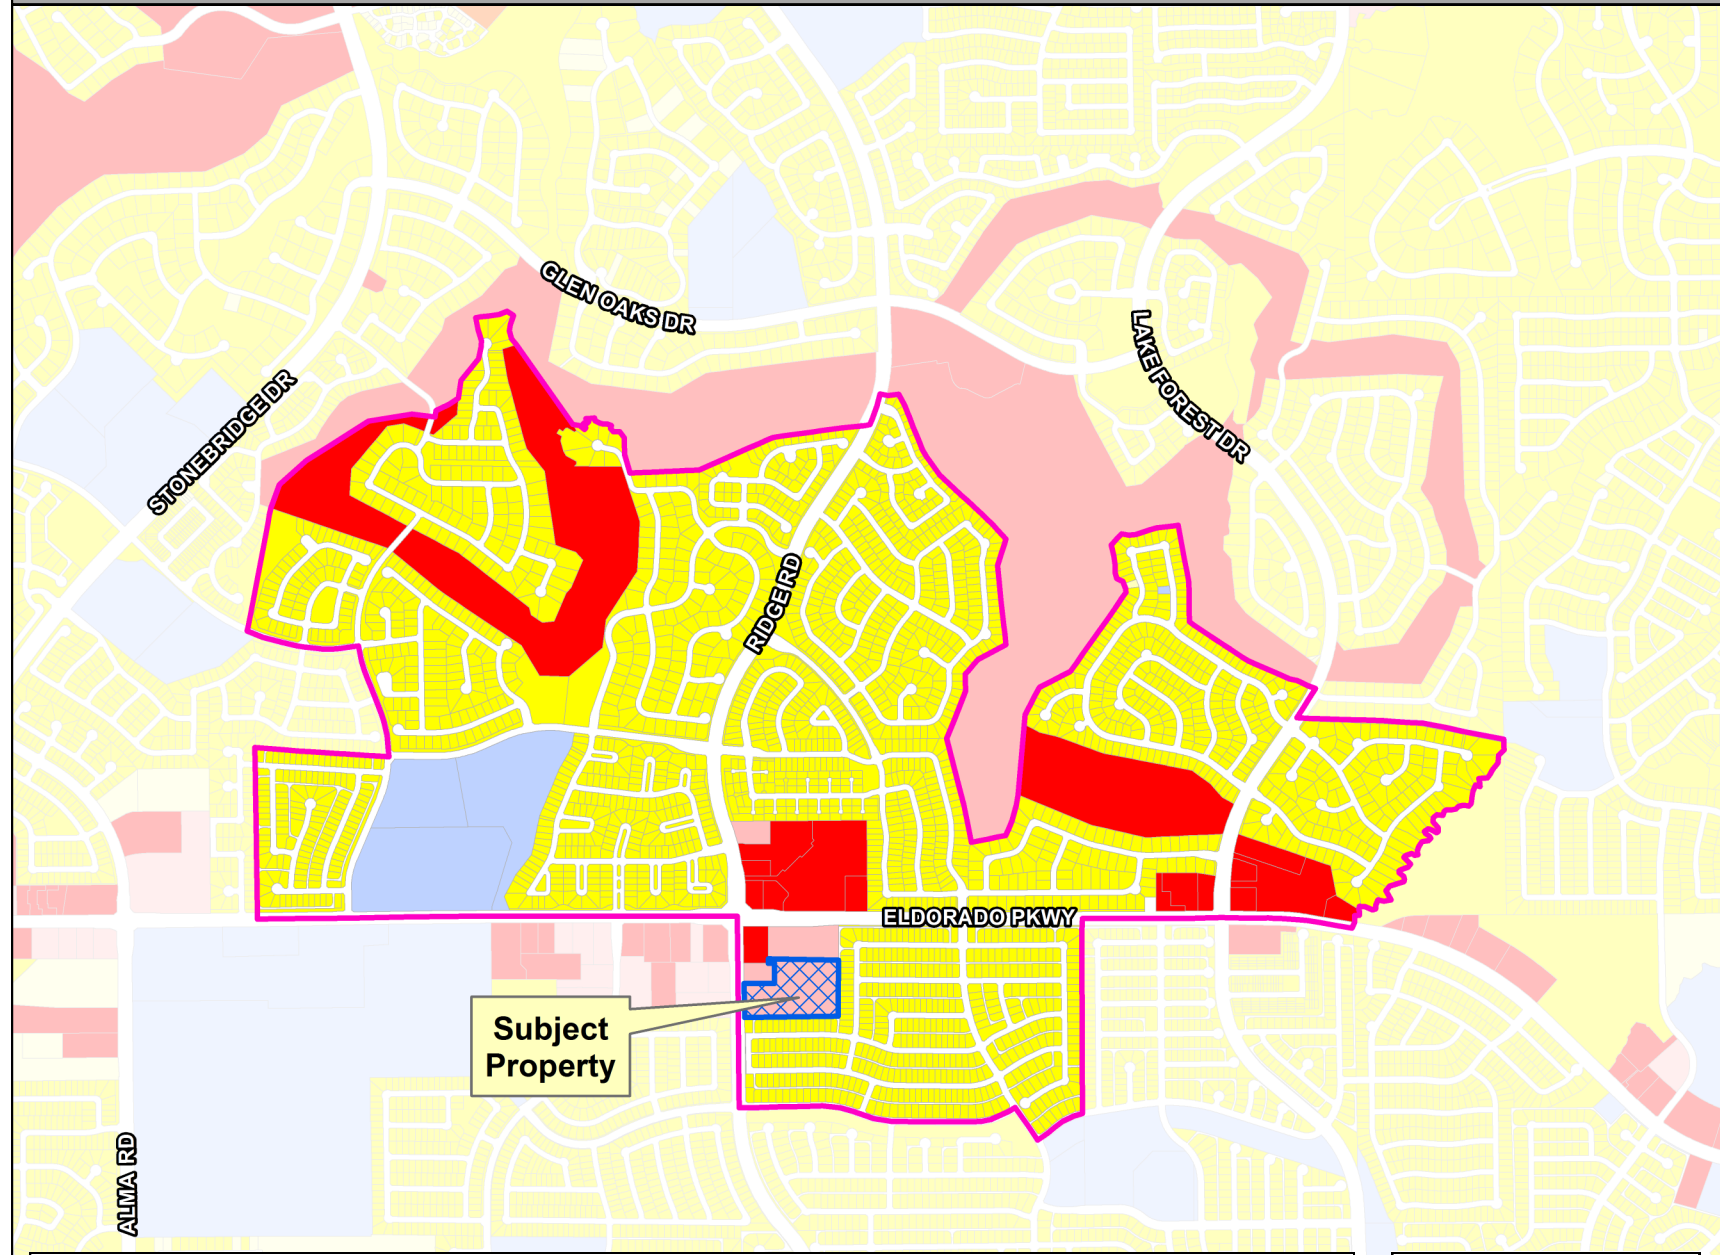 GLEN OAKS DR
LAKE FOREST DR
STONEBRIDGE DR
RIDGE RD
ELDORADO PKWY
Subject
Property
ALMA RD